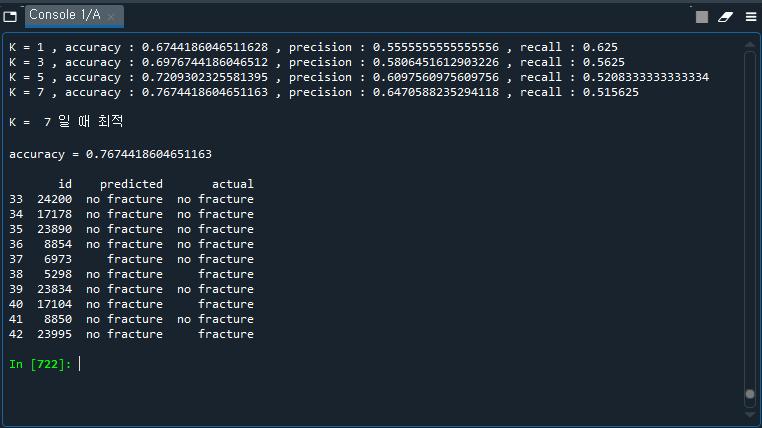 Console 1/A
K = 1 , accuracy : 0.6744186046511628 , precision : 0.5555555555555556 , recall : 0.625
K = 3 , accuracy : 0.6976744186046512 , precision : 0.5806451612903226 , recall : 0.5625
K = 5 , accuracy : 0.7209302325581395 , precision : 0.6097560975609756 , recall : 0.5208333333333334
K = 7 , accuracy : 0.7674418604651163 , precision : 0.6470588235294118 , recall : 0.515625
K =  7 일 때 최적
accuracy = 0.7674418604651163
id predicted actual
33 24200 no fracture no fracture
34 17178 no fracture no fracture
35 23890 no fracture no fracture
36 8854 no fracture no fracture
37 6973 fracture no fracture
38 5298 no fracture fracture
39 23834 no fracture no fracture
40 17104 no fracture fracture
41 8850 no fracture no fracture
42 23995 no fracture fracture
In [722]: